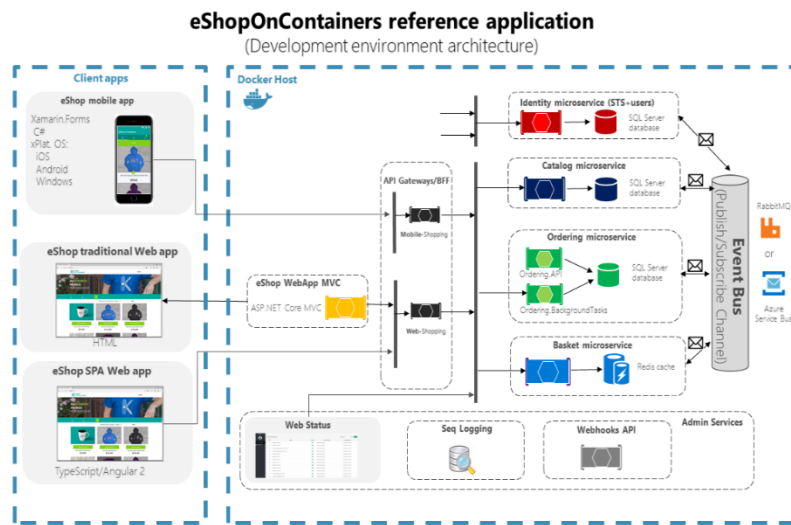 eShopOnContainers reference application
(Development environment architecture)
Client apps
eShop mobile app
Xamarin.Forms
C#
xPlat. OS:
iOS
Android
Windows
eShop traditional Web app
HTML
eShop SPA Web app
TypeScript/Angular 2
Docker Host
eShop WebApp MVC
ASP.NET Core MVC
API Gateways/BFF
Mobile-Shopping
Web-Shopping
Identity microservice (STS+users)
SQL Server
database
Catalog microservice
SQL Server
database
Ordering microservice
Ordering.API
SQL Server
database
Ordering.BackgroundTasks
Basket microservice
Redis cache
Event Bus
(Publish/Subscribe Channel)
RabbitMQ
or
Azure
Service Bus
Web Status
Seq Logging
Webhooks API
Admin Services